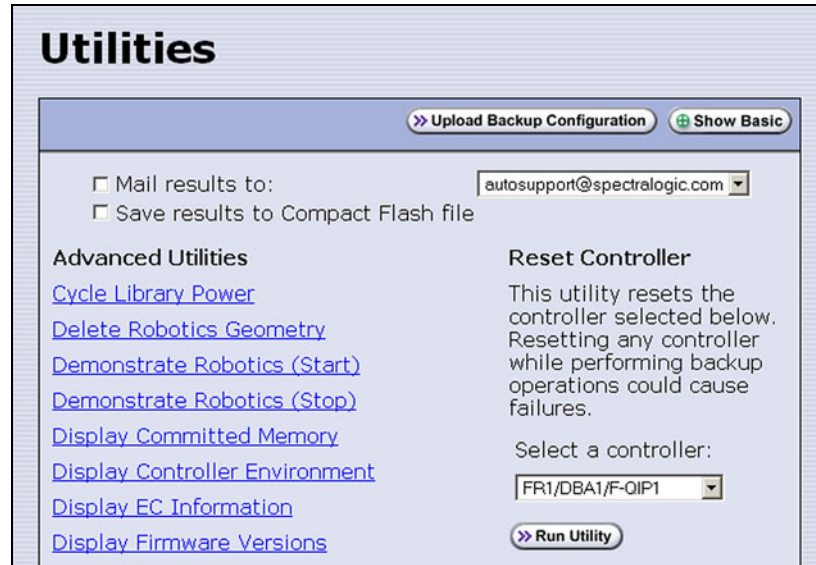 Utilities
Upload Backup Configuration
Show Basic
Mail results to:
autosupport@spectralogic.com
Save results to Compact Flash file
Advanced Utilities
Cycle Library Power
Delete Robotics Geometry
Demonstrate Robotics (Start)
Demonstrate Robotics (Stop)
Display Committed Memory
Display Controller Environment
Display EC Information
Display Firmware Versions
Reset Controller
This utility resets the
controller selected below.
Resetting any controller
while performing backup
operations could cause
failures.
Select a controller:
FR1/DBA1/F-QIP1
Run Utility